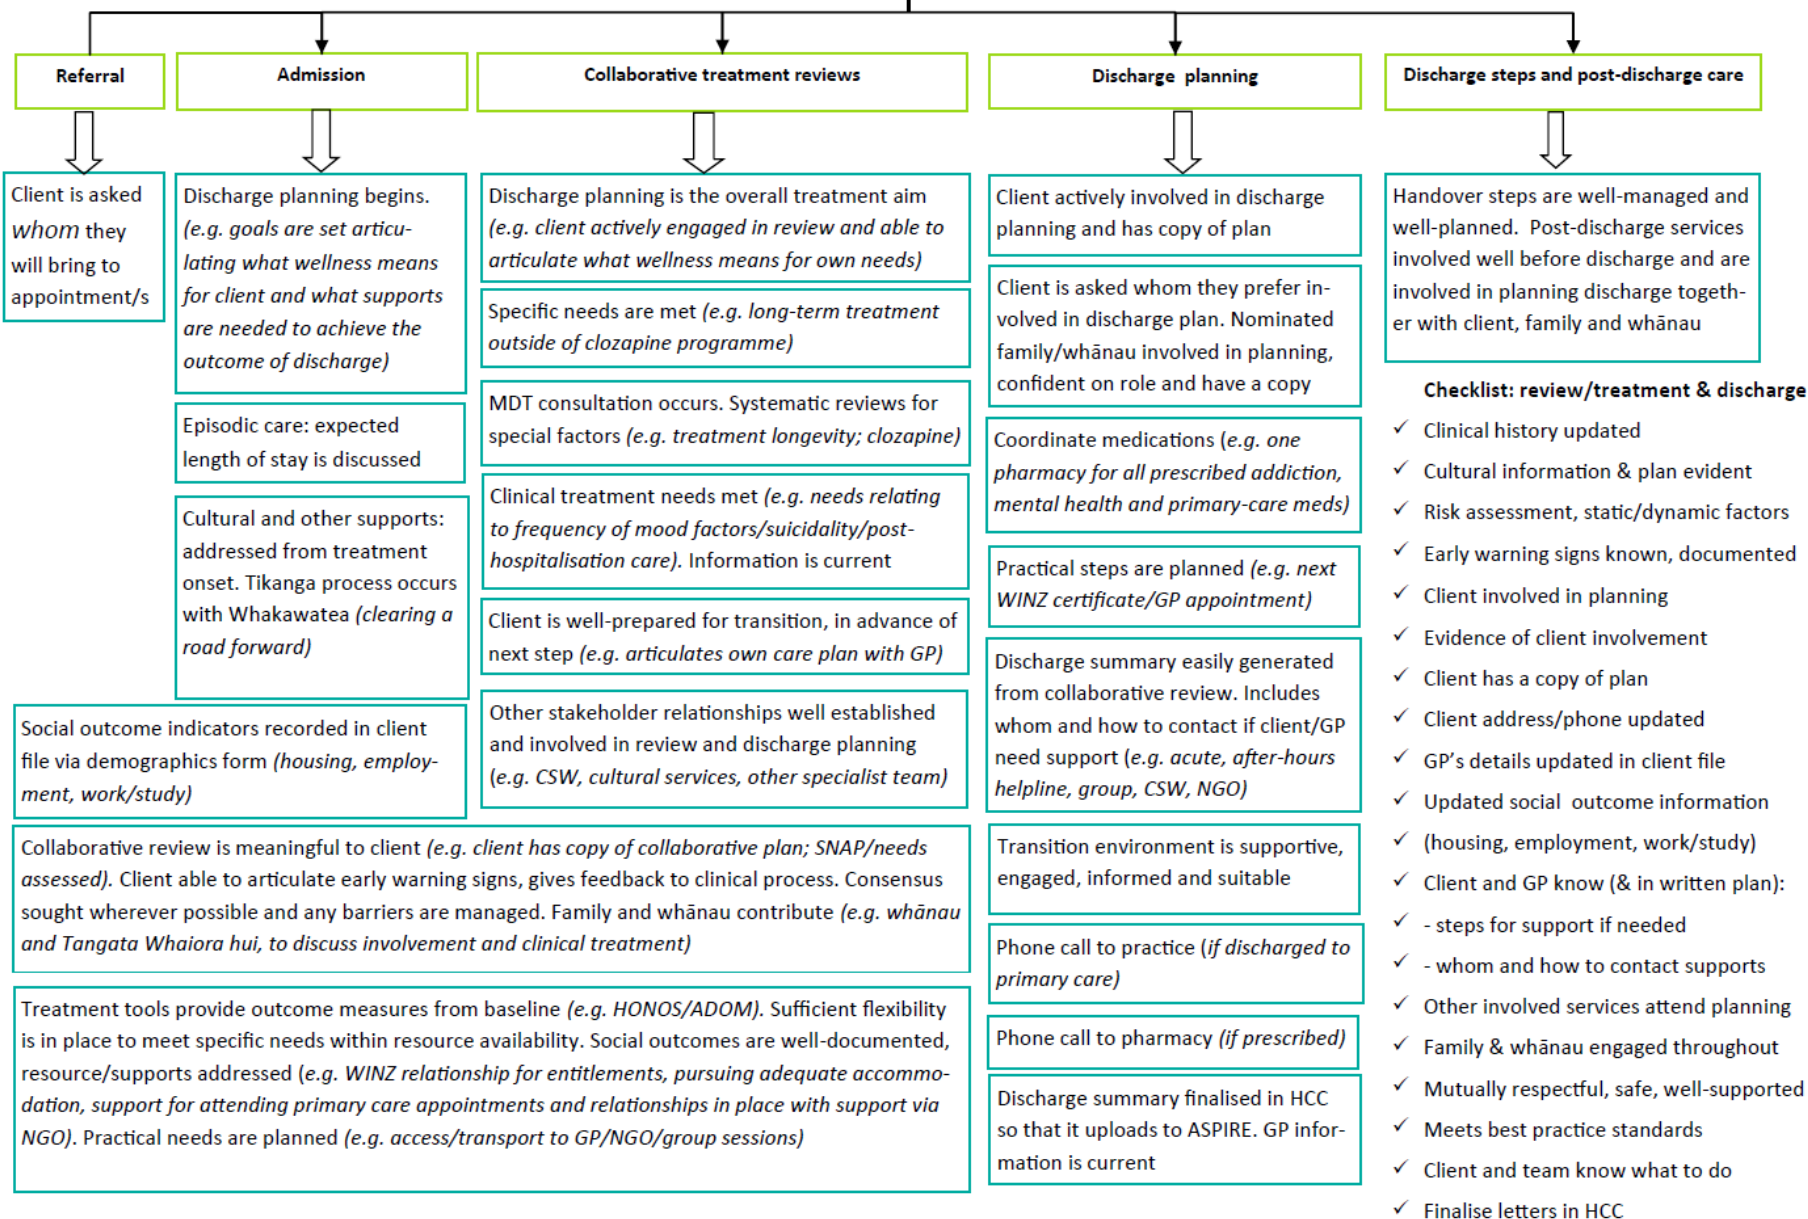 Referral
Client is asked
whom they
will bring to
appointment/s
Admission
Discharge planning begins.
(e.g. goals are set articu-
lating what wellness means
for client and what supports
are needed to achieve the
outcome of discharge)
Episodic care: expected
length of stay is discussed
Cultural and other supports:
addressed from treatment
onset. Tikanga process occurs
with Whakawatea (clearing a
road forward)
Social outcome indicators recorded in client
file via demographics form (housing, employ-
ment, work/study)
Collaborative treatment reviews
Discharge planning is the overall treatment aim
(e.g. client actively engaged in review and able to
articulate what wellness means for own needs)
Specific needs are met (e.g. long-term treatment
outside of clozapine programme)
MDT consultation occurs. Systematic reviews for
special factors (e.g. treatment longevity; clozapine)
Clinical treatment needs met (e.g. needs relating
to frequency of mood factors/suicidality/post-
hospitalisation care). Information is current
Client is well-prepared for transition, in advance of
next step (e.g. articulates own care plan with GP)
Other stakeholder relationships well established
and involved in review and discharge planning
(e.g. CSW, cultural services, other specialist team)
Collaborative review is meaningful to client (e.g. client has copy of collaborative plan; SNAP/needs
assessed). Client able to articulate early warning signs, gives feedback to clinical process. Consensus
sought wherever possible and any barriers are managed. Family and whānau contribute (e.g. whānau
and Tangata Whaiora hui, to discuss involvement and clinical treatment)
Treatment tools provide outcome measures from baseline (e.g. HONOS/ADOM). Sufficient flexibility
is in place to meet specific needs within resource availability. Social outcomes are well-documented,
resource/supports addressed (e.g. WINZ relationship for entitlements, pursuing adequate accommo-
dation, support for attending primary care appointments and relationships in place with support via
NGO). Practical needs are planned (e.g. access/transport to GP/NGO/group sessions)
Discharge planning
Client actively involved in discharge
planning and has copy of plan
Client is asked whom they prefer in-
volved in discharge plan. Nominated
family/whānau involved in planning,
confident on role and have a copy
Coordinate medications (e.g. one
pharmacy for all prescribed addiction,
mental health and primary-care meds)
Practical steps are planned (e.g. next
WINZ certificate/GP appointment)
Discharge summary easily generated
from collaborative review. Includes
whom and how to contact if client/GP
need support (e.g. acute, after-hours
helpline, group, CSW, NGO)
Transition environment is supportive,
engaged, informed and suitable
Phone call to practice (if discharged to
primary care)
Phone call to pharmacy (if prescribed)
Discharge summary finalised in HCC
so that it uploads to ASPIRE. GP infor-
mation is current
Discharge steps and post-discharge care
Handover steps are well-managed and
well-planned. Post-discharge services
involved well before discharge and are
involved in planning discharge togeth-
er with client, family and whānau
Checklist: review/treatment & discharge
✓ Clinical history updated
✓ Cultural information & plan evident
✓ Risk assessment, static/dynamic factors
✓ Early warning signs known, documented
✓ Client involved in planning
✓ Evidence of client involvement
✓ Client has a copy of plan
✓ Client address/phone updated
✓ GP's details updated in client file
✓ Updated social outcome information
✓ (housing, employment, work/study)
✓ Client and GP know (& in written plan):
✓ - steps for support if needed
✓ - whom and how to contact supports
✓ Other involved services attend planning
✓ Family & whānau engaged throughout
✓ Mutually respectful, safe, well-supported
✓ Meets best practice standards
✓ Client and team know what to do
✓ Finalise letters in HCC